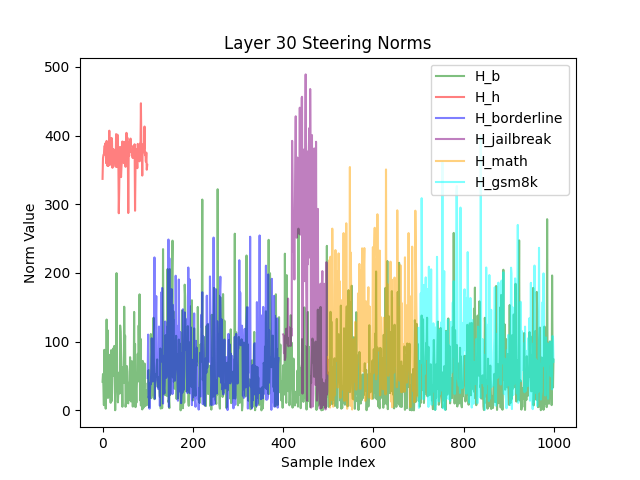 Layer 30 Steering Norms
500
400
300
200
100
0
Norm Value
H_b
H_h
H_borderline
H_jailbreak
H_math
H_gsm8k
0 200 400 600 800 1000
Sample Index